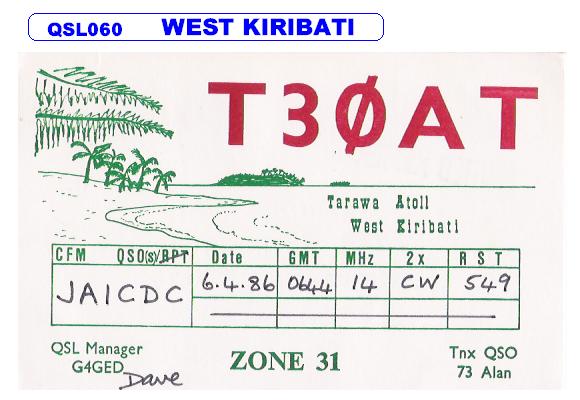 QSL060 WEST KIRIBATI
T3ØAT
Tarawa Atoll
West Kiribati
CFM QSO(s)/RPT Date GMT MHz 2x RST
JA1CDC 6.4.86 0644 14 CW 549
QSL Manager
G4GED
Dave
ZONE 31
Tnx QSO
73 Alan